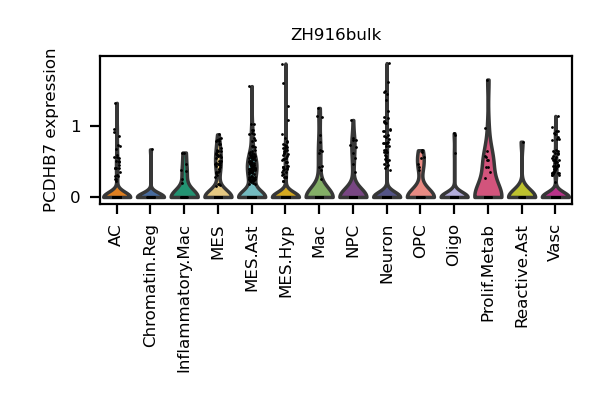 ZH916bulk
PCDHB7 expression
1
0
AC
Chromatin.Reg
Inflammatory.Mac
MES
MES.Ast
MES.Hyp
Mac
NPC
Neuron
OPC
Oligo
Prolif.Metab
Reactive.Ast
Vasc